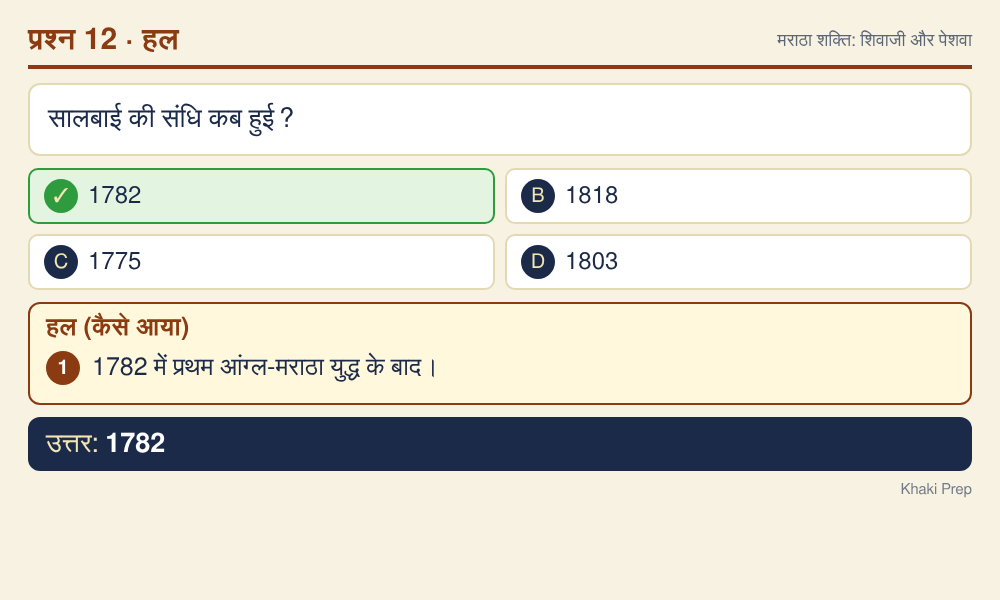 प्रश्न 12 · हल
मराठा शक्ति: शिवाजी और पेशवा
सालबाई की संधि कब हुई ?
✓ 1782
B 1818
C 1775
D 1803
हल (कैसे आया)
1 1782 में प्रथम आंग्ल-मराठा युद्ध के बाद।
उत्तर: 1782
Khaki Prep